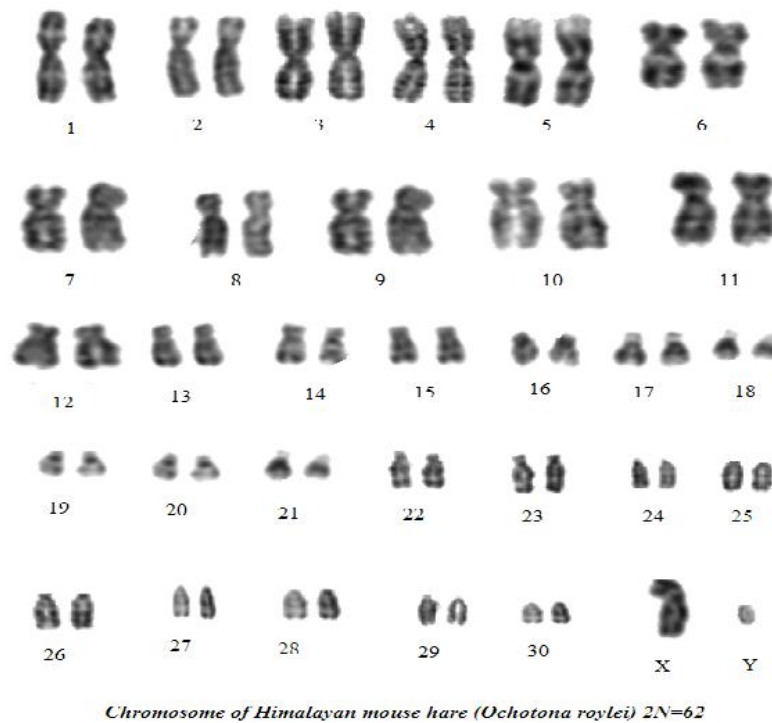 1 2 3 4 5 6
7 8 9 10 11
12 13 14 15 16 17 18
19 20 21 22 23 24 25
26 27 28 29 30 X Y
Chromosome of Himalayan mouse hare (Ochotona roylei) 2N=62